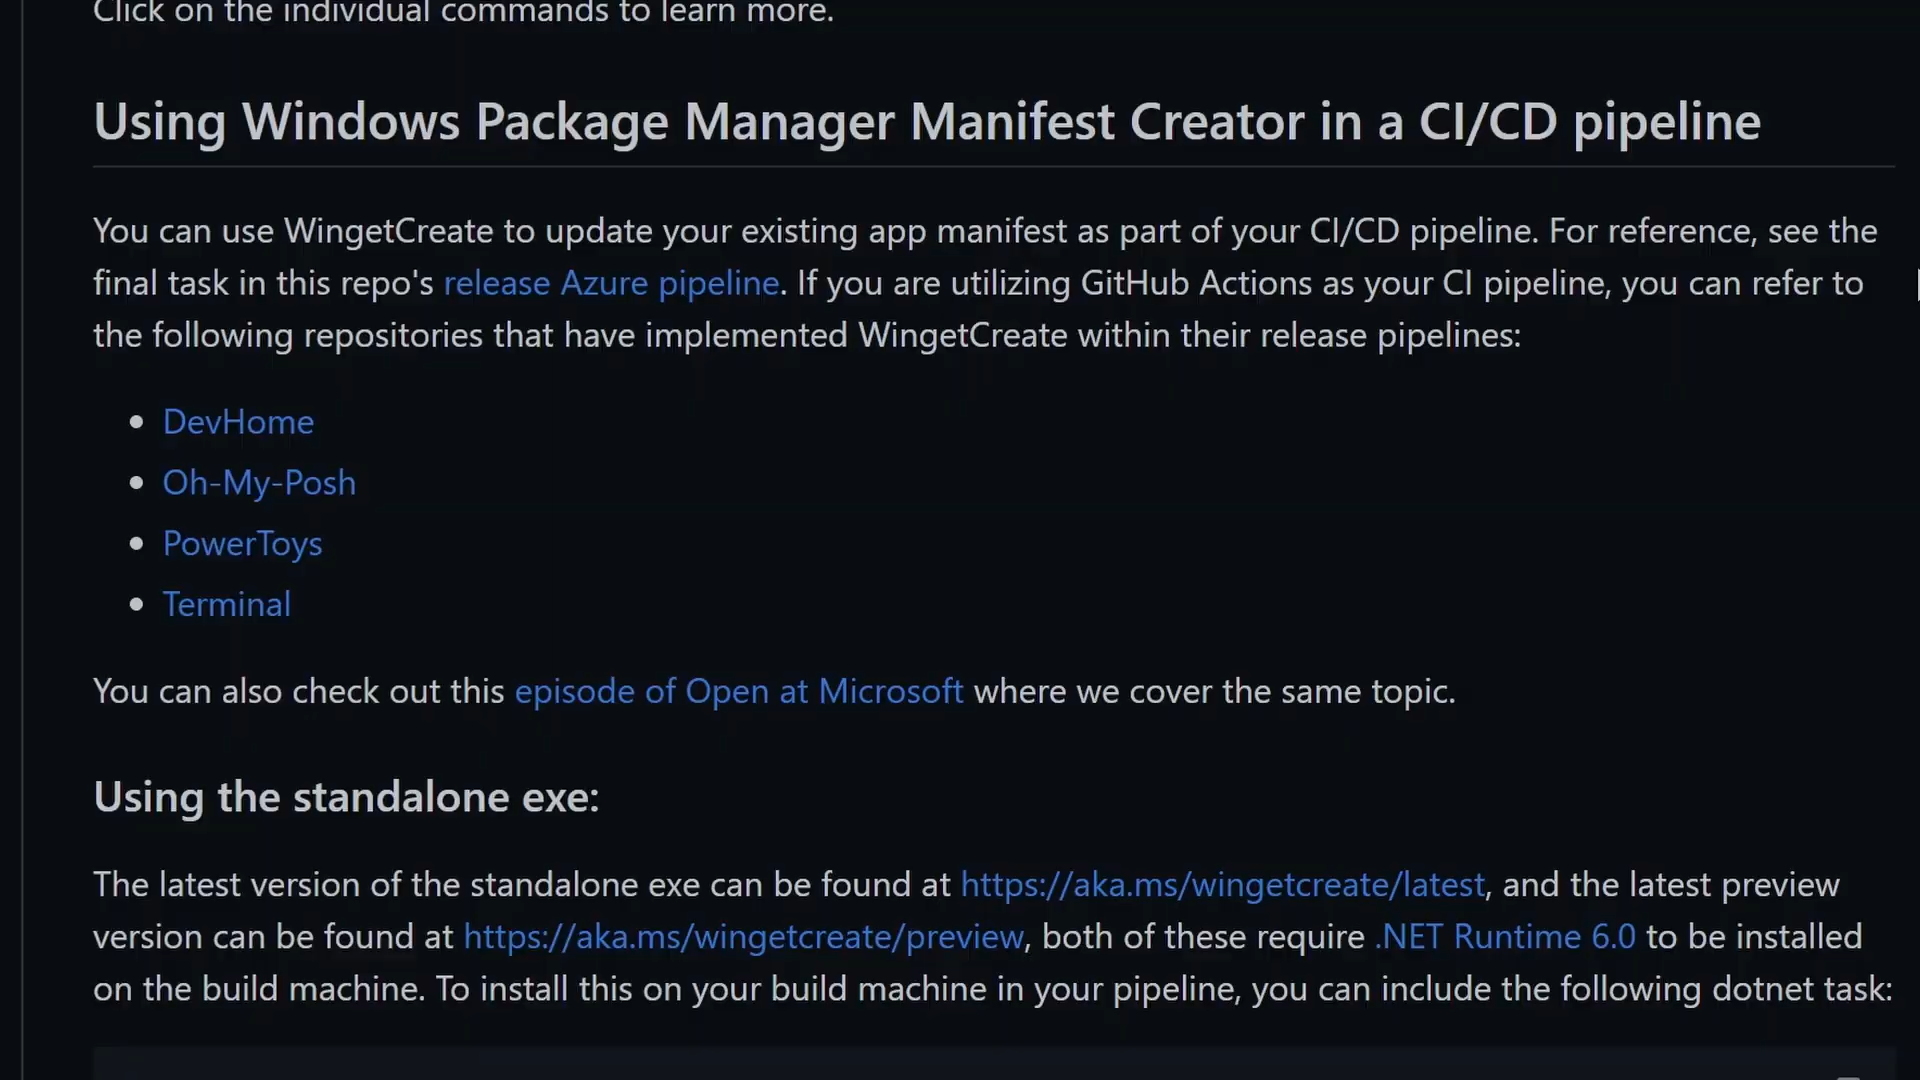 Click on the individual commands to learn more.
Using Windows Package Manager Manifest Creator in a CI/CD pipeline
You can use WingetCreate to update your existing app manifest as part of your CI/CD pipeline. For reference, see the
final task in this repo's release Azure pipeline. If you are utilizing GitHub Actions as your CI pipeline, you can refer to
the following repositories that have implemented WingetCreate within their release pipelines:
• DevHome
• Oh-My-Posh
• PowerToys
• Terminal
You can also check out this episode of Open at Microsoft where we cover the same topic.
Using the standalone exe:
The latest version of the standalone exe can be found at https://aka.ms/wingetcreate/latest, and the latest preview
version can be found at https://aka.ms/wingetcreate/preview, both of these require .NET Runtime 6.0 to be installed
on the build machine. To install this on your build machine in your pipeline, you can include the following dotnet task: